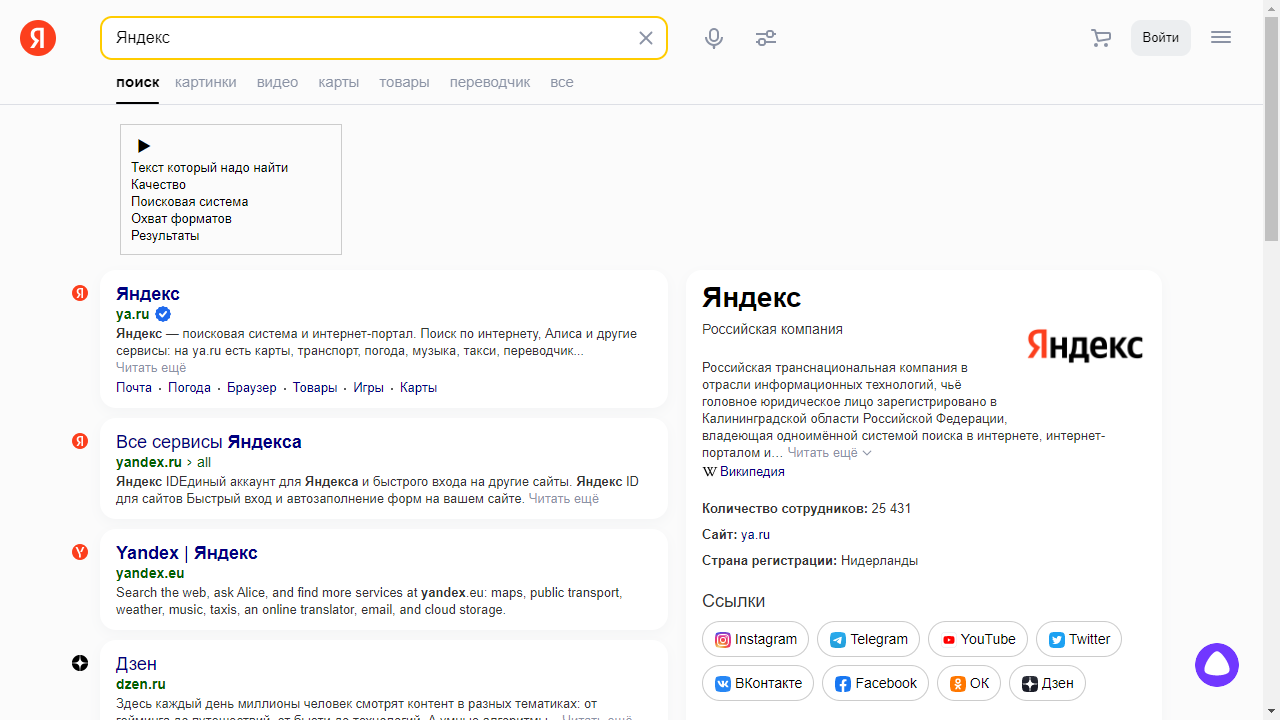 Я
Яндекс
Войти
поиск картинки видео карты товары переводчик все
Текст который надо найти
Качество
Поисковая система
Охват форматов
Результаты
Яндекс
ya.ru
Яндекс — поисковая система и интернет-портал. Поиск по интернету, Алиса и другие
сервисы: на ya.ru есть карты, транспорт, погода, музыка, такси, переводчик...
Читать ещё
Почта · Погода · Браузер · Товары · Игры · Карты
Все сервисы Яндекса
yandex.ru › all
Яндекс IDЕдиный аккаунт для Яндекса и быстрого входа на другие сайты. Яндекс ID
для сайтов Быстрый вход и автозаполнение форм на вашем сайте. Читать ещё
Yandex | Яндекс
yandex.eu
Search the web, ask Alice, and find more services at yandex.eu: maps, public transport,
weather, music, taxis, an online translator, email, and cloud storage.
Дзен
dzen.ru
Здесь каждый день миллионы человек смотрят контент в разных тематиках: от
Яндекс
Российская компания
Яндекс
Российская транснациональная компания в
отрасли информационных технологий, чьё
головное юридическое лицо зарегистрировано в
Калининградской области Российской Федерации,
владеющая одноимённой системой поиска в интернете, интернет-
порталом и... Читать ещё
W Википедия
Количество сотрудников: 25 431
Сайт: ya.ru
Страна регистрации: Нидерланды
Ссылки
Instagram Telegram YouTube Twitter
ВКонтакте Facebook ОК Дзен